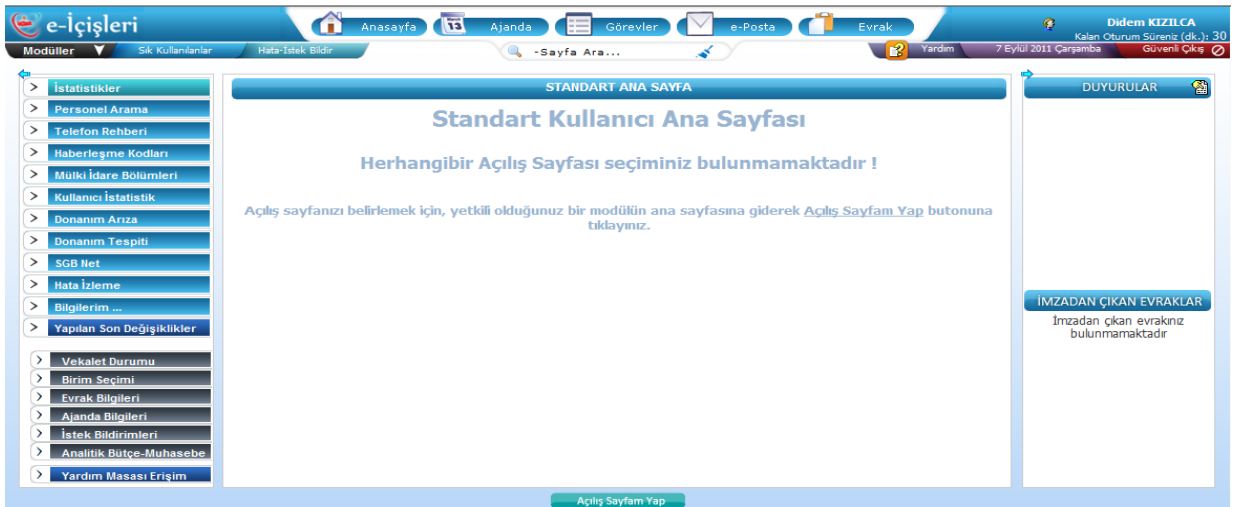 e-İçişleri
Anasayfa
Ajanda
Görevler
e-Posta
Evrak
Didem KIZILCA
Kalan Oturum Süreniz (dk.): 30
Modüller
Sık Kullanılanlar
Hata-İstek Bildir
-Sayfa Ara...
Yardım
7 Eylül 2011 Çarşamba
Güvenli Çıkış
İstatistikler
Personel Arama
Telefon Rehberi
Haberleşme Kodları
Mülki İdare Bölümleri
Kullanıcı İstatistik
Donanım Arıza
Donanım Tespiti
SGB Net
Hata İzleme
Bilgilerim ...
Yapılan Son Değişiklikler
Vekalet Durumu
Birim Seçimi
Evrak Bilgileri
Ajanda Bilgileri
İstek Bildirimleri
Analitik Bütçe-Muhasebe
Yardım Masası Erişim
STANDART ANA SAYFA
Standart Kullanıcı Ana Sayfası
Herhangibir Açılış Sayfası seçiminiz bulunmamaktadır !
Açılış sayfanızı belirlemek için, yetkili olduğunuz bir modülün ana sayfasına giderek Açılış Sayfam Yap butonuna
tıklayınız.
DUYURULAR
İMZADAN ÇIKAN EVRAKLAR
İmzadan çıkan evrakınız
bulunmamaktadır
Açılış Sayfam Yap